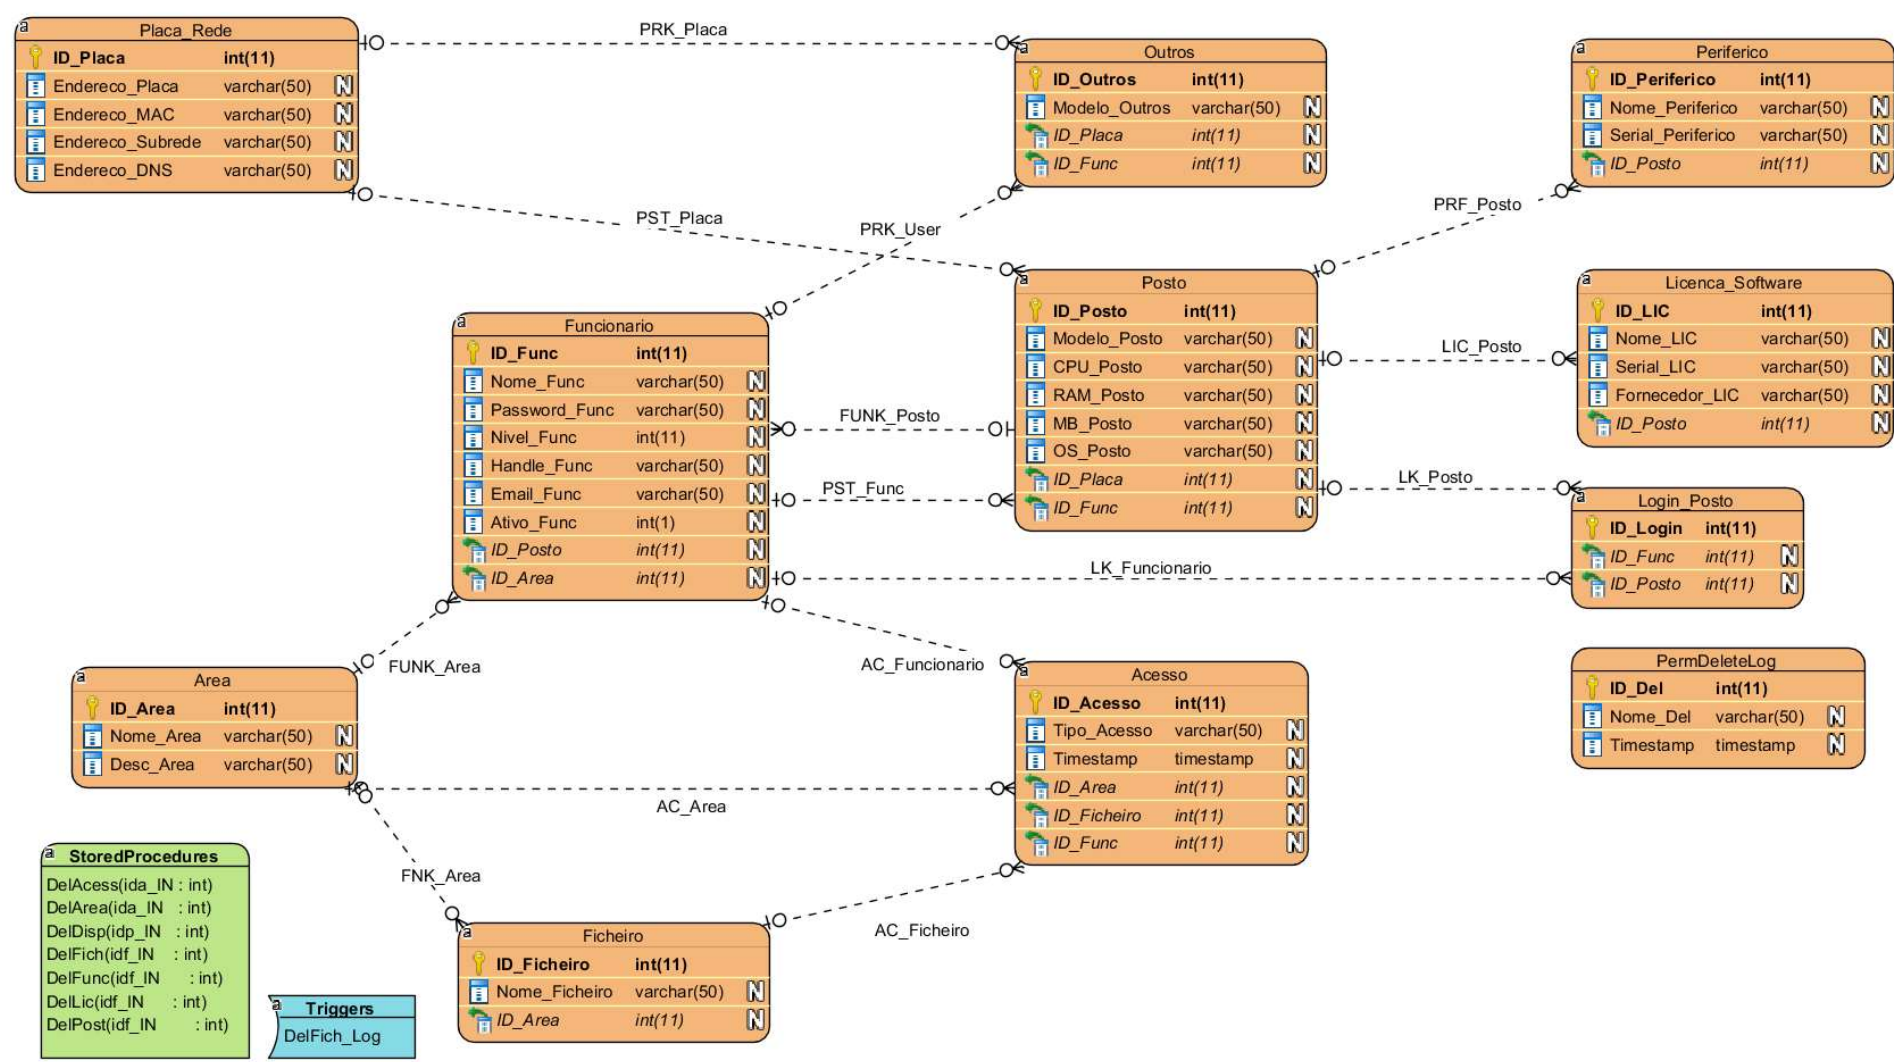 Placa_Rede
ID_Placa int(11)
Endereco_Placa varchar(50) N
Endereco_MAC varchar(50) N
Endereco_Subrede varchar(50) N
Endereco_DNS varchar(50) N
PRK_Placa
Outros
ID_Outros int(11)
Modelo_Outros varchar(50) N
ID_Placa int(11) N
ID_Func int(11) N
Periferico
ID_Periferico int(11)
Nome_Periferico varchar(50) N
Serial_Periferico varchar(50) N
ID_Posto int(11) N
PST_Placa
PRK_User
PRF_Posto
Funcionario
ID_Func int(11)
Nome_Func varchar(50) N
Password_Func varchar(50) N
Nivel_Func int(11) N
Handle_Func varchar(50) N
Email_Func varchar(50) N
Ativo_Func int(1) N
ID_Posto int(11) N
ID_Area int(11) N
Posto
ID_Posto int(11)
Modelo_Posto varchar(50) N
CPU_Posto varchar(50) N
RAM_Posto varchar(50) N
MB_Posto varchar(50) N
OS_Posto varchar(50) N
ID_Placa int(11) N
ID_Func int(11) N
Licenca_Software
ID_LIC int(11)
Nome_LIC varchar(50) N
Serial_LIC varchar(50) N
Fornecedor_LIC varchar(50) N
ID_Posto int(11) N
LIC_Posto
FUNK_Posto
PST_Func
LK_Posto
LK_Funcionario
Login_Posto
ID_Login int(11)
ID_Func int(11) N
ID_Posto int(11) N
FUNK_Area
AC_Funcionario
Area
ID_Area int(11)
Nome_Area varchar(50) N
Desc_Area varchar(50) N
Acesso
ID_Acesso int(11)
Tipo_Acesso varchar(50) N
Timestamp timestamp N
ID_Area int(11) N
ID_Ficheiro int(11) N
ID_Func int(11) N
PermDeleteLog
ID_Del int(11)
Nome_Del varchar(50) N
Timestamp timestamp N
AC_Area
FNK_Area
AC_Ficheiro
StoredProcedures
DelAcess(ida_IN : int)
DelArea(ida_IN : int)
DelDisp(idp_IN : int)
DelFich(idf_IN : int)
DelFunc(idf_IN : int)
DelLic(idf_IN : int)
DelPost(idf_IN : int)
Triggers
DelFich_Log
Ficheiro
ID_Ficheiro int(11)
Nome_Ficheiro varchar(50) N
ID_Area int(11) N